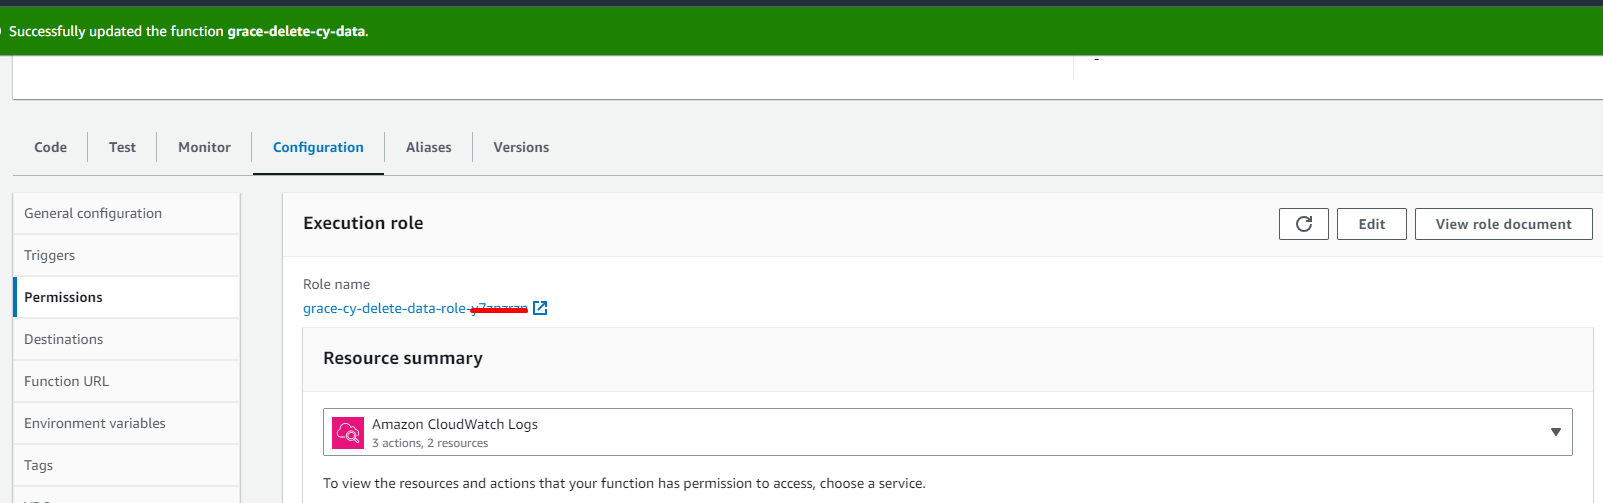 Successfully updated the function grace-delete-cy-data.
-
Code
Test
Monitor
Configuration
Aliases
Versions
General configuration
Triggers
Permissions
Destinations
Function URL
Environment variables
Tags
Execution role
Edit
View role document
Role name
grace-cy-delete-data-role-
Resource summary
Amazon CloudWatch Logs
3 actions, 2 resources
To view the resources and actions that your function has permission to access, choose a service.